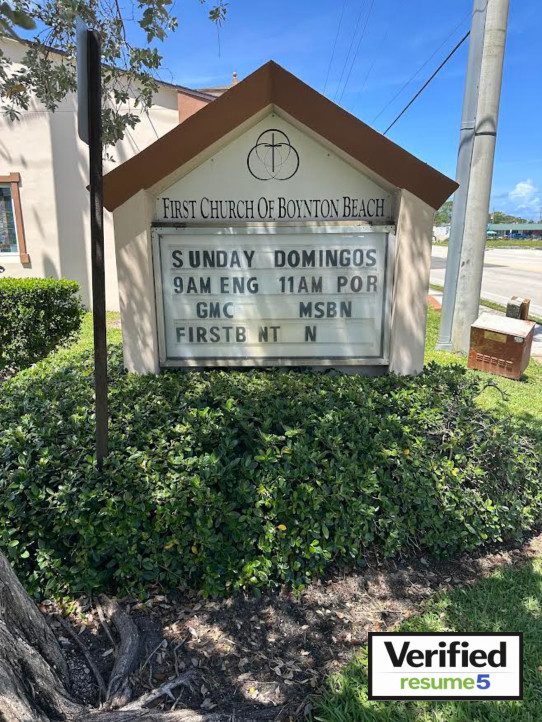 FIRST CHURCH OF BOYNTON BEACH
SUNDAY DOMINGOS
9AM ENG 11AM POR
GMC MSBN
FIRSTB NT N
Verified
resume5